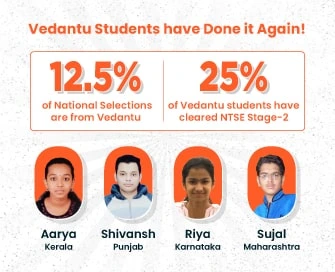 Vedantu Students have Done it Again!
12.5%
of National Selections
are from Vedantu
25%
of Vedantu students have
cleared NTSE Stage-2
Aarya
Kerala
Shivansh
Punjab
Riya
Karnataka
Sujal
Maharashtra